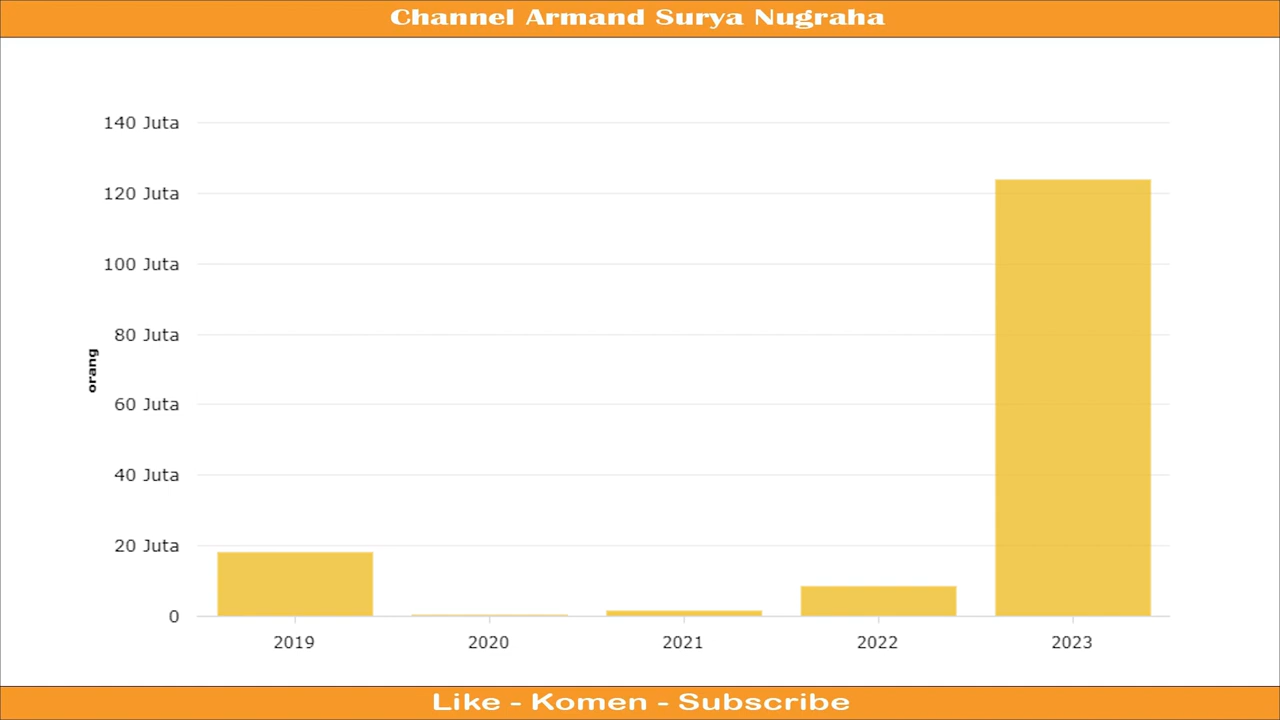 Channel Armand Surya Nugraha
140 Juta
120 Juta
100 Juta
80 Juta
orang
60 Juta
40 Juta
20 Juta
0
2019 2020 2021 2022 2023
Like - Komen - Subscribe